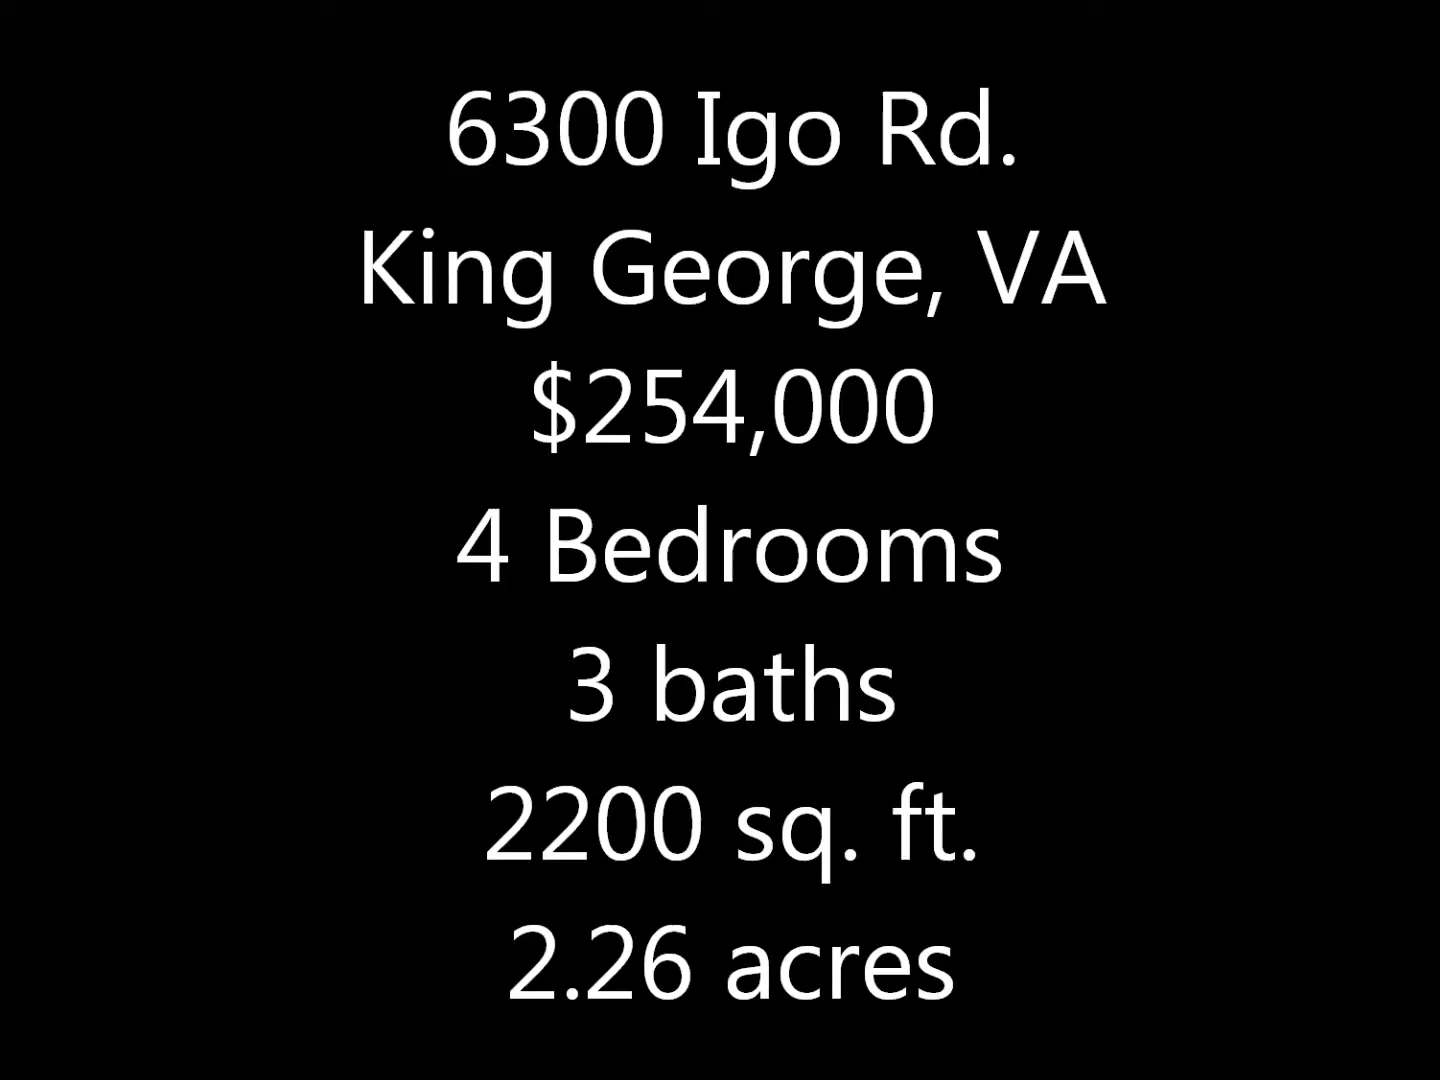 6300 Igo Rd.
King George, VA
$254,000
4 Bedrooms
3 baths
2200 sq. ft.
2.26 acres